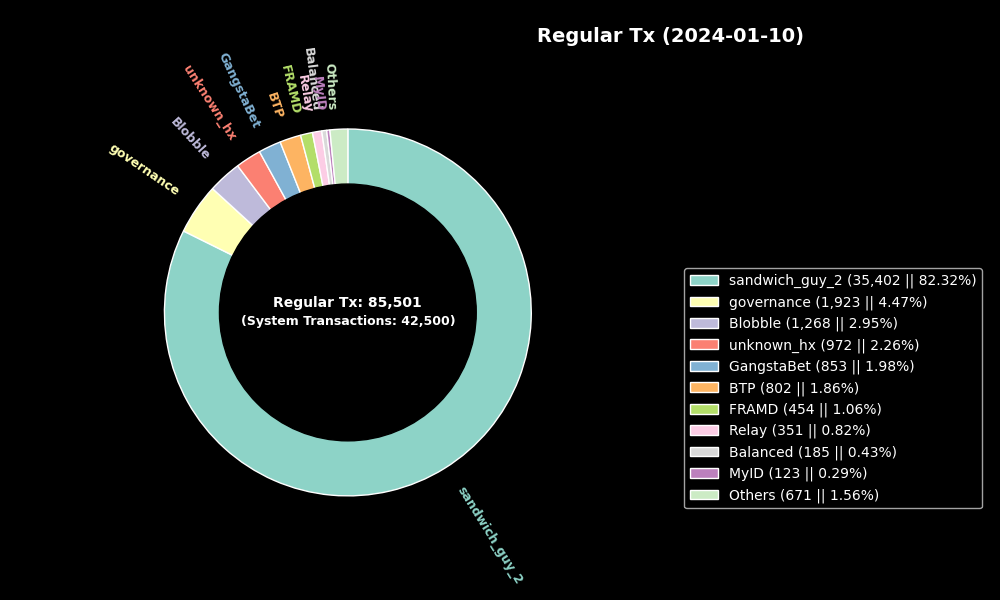 Regular Tx (2024-01-10)
governance
Blobble
unknown_hx
GangstaBet
BTP
FRAMD
Relay
Balanced
MyID
Others
Regular Tx: 85,501
(System Transactions: 42,500)
sandwich_guy_2
sandwich_guy_2 (35,402 || 82.32%)
governance (1,923 || 4.47%)
Blobble (1,268 || 2.95%)
unknown_hx (972 || 2.26%)
GangstaBet (853 || 1.98%)
BTP (802 || 1.86%)
FRAMD (454 || 1.06%)
Relay (351 || 0.82%)
Balanced (185 || 0.43%)
MyID (123 || 0.29%)
Others (671 || 1.56%)